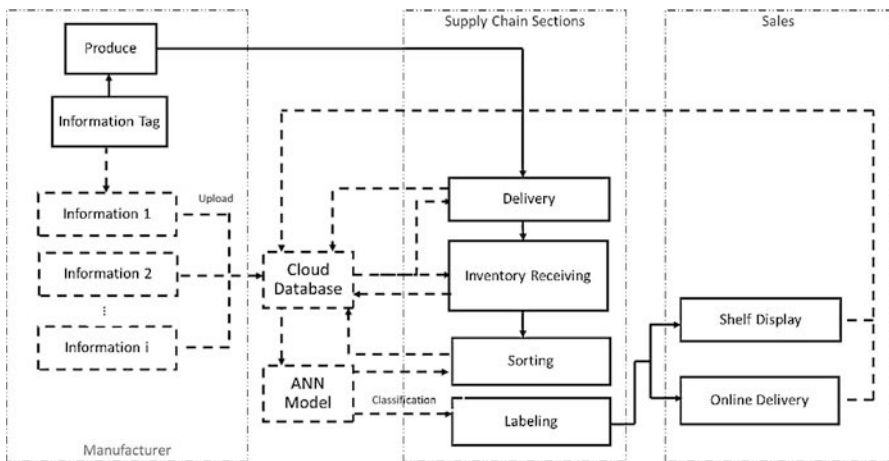 Supply Chain Sections
Sales
Produce
Information Tag
Information 1
Upload
Information 2
...
Information i
Manufacturer
Cloud
Database
ANN
Model
Classification
Delivery
Inventory Receiving
Sorting
Labeling
Shelf Display
Online Delivery